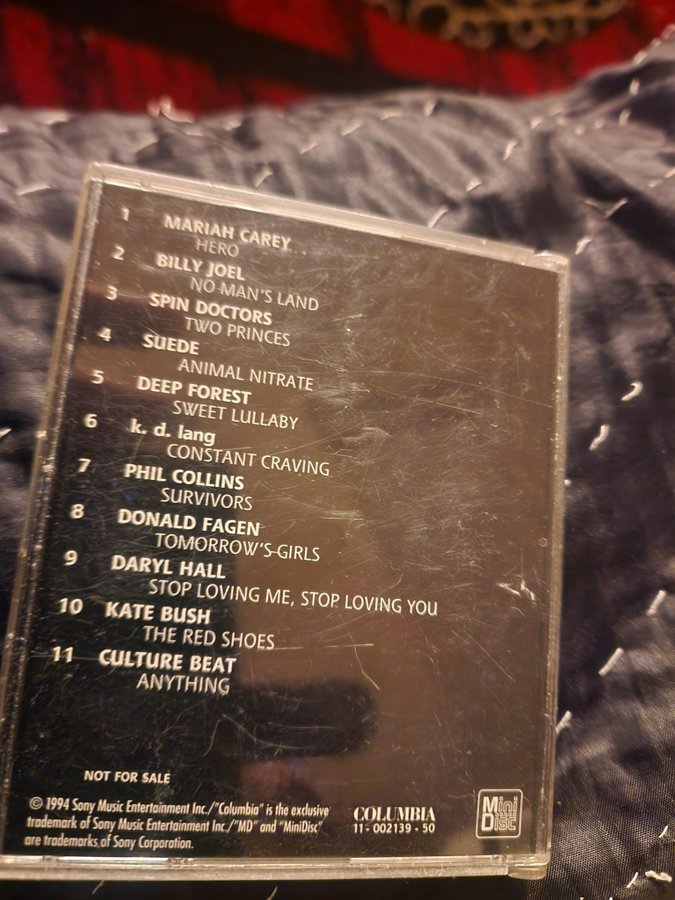 1 MARIAH CAREY
HERO
2 BILLY JOEL
NO MAN'S LAND
3 SPIN DOCTORS
TWO PRINCES
4 SUEDE
ANIMAL NITRATE
5 DEEP FOREST
SWEET LULLABY
6 k. d. lang
CONSTANT CRAVING
7 PHIL COLLINS
SURVIVORS
8 DONALD FAGEN
TOMORROW'S-GIRLS
9 DARYL HALL
STOP LOVING ME, STOP LOVING YOU
10 KATE BUSH
THE RED SHOES
11 CULTURE BEAT
ANYTHING
NOT FOR SALE
© 1994 Sony Music Entertainment Inc./"Columbia" is the exclusive
trademark of Sony Music Entertainment Inc./"MD" and "MiniDisc"
are trademarks of Sony Corporation.
COLUMBIA
11- 002139 - 50
Mini
Disc